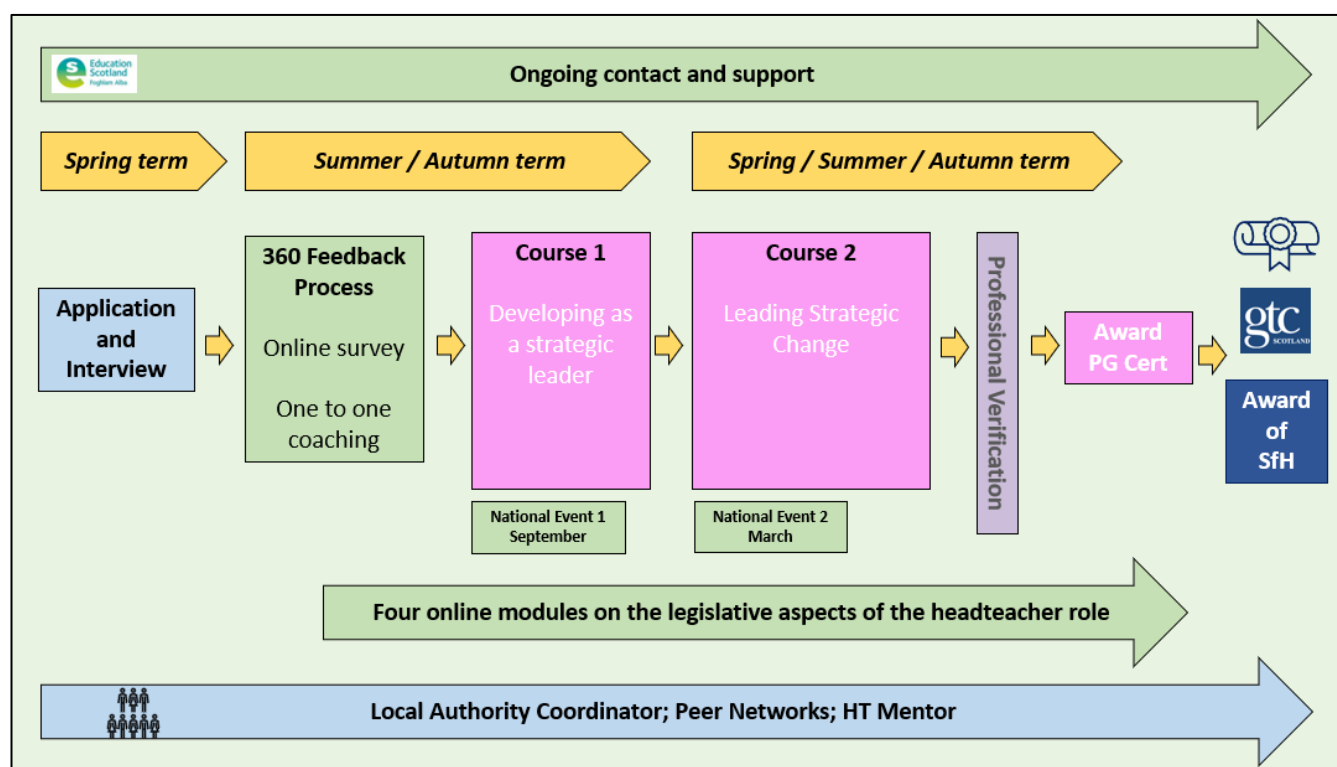 Education
Scotland
Foghlam Alba
Ongoing contact and support
Spring term
Summer / Autumn term
Spring / Summer / Autumn term
Application
and
Interview
360 Feedback
Process
Online survey
One to one
coaching
Course 1
Developing as
a strategic
leader
National Event 1
September
Course 2
Leading Strategic
Change
National Event 2
March
Professional Verification
Award
PG Cert
gtc
SCOTLAND
Award
of
SfH
Four online modules on the legislative aspects of the headteacher role
Local Authority Coordinator; Peer Networks; HT Mentor